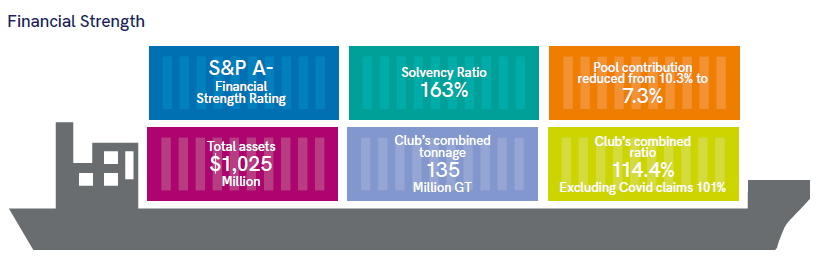 Financial Strength
S&P A-
Financial
Strength Rating
Solvency Ratio
163%
Pool contribution
reduced from 10.3% to
7.3%
Total assets
$1,025
Million
Club's combined
tonnage
135
Million GT
Club's combined
ratio
114.4%
Excluding Covid claims 101%